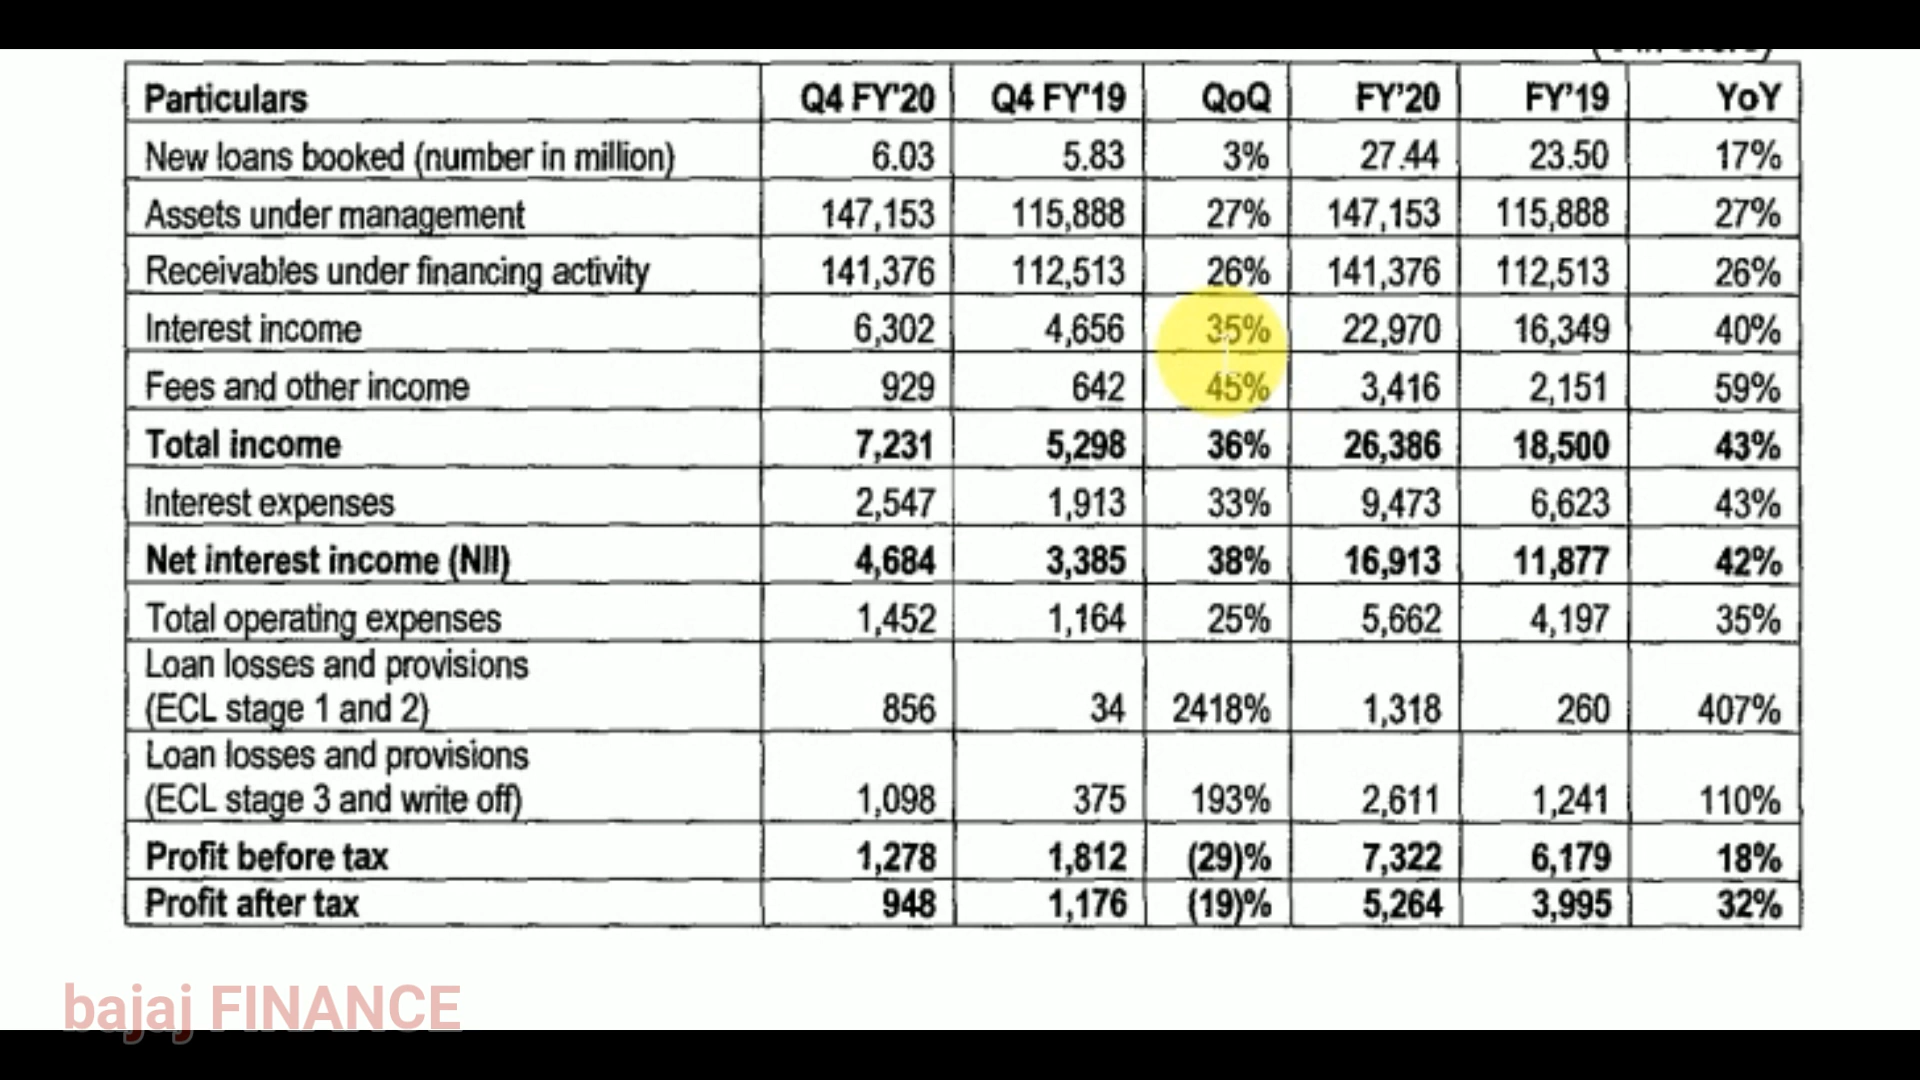 Particulars Q4 FY'20 Q4 FY'19 QoQ FY'20 FY'19 YoY
New loans booked (number in million) 6.03 5.83 3% 27.44 23.50 17%
Assets under management 147,153 115,888 27% 147,153 115,888 27%
Receivables under financing activity 141,376 112,513 26% 141,376 112,513 26%
Interest income 6,302 4,656 35% 22,970 16,349 40%
Fees and other income 929 642 45% 3,416 2,151 59%
Total income 7,231 5,298 36% 26,386 18,500 43%
Interest expenses 2,547 1,913 33% 9,473 6,623 43%
Net interest income (NII) 4,684 3,385 38% 16,913 11,877 42%
Total operating expenses 1,452 1,164 25% 5,662 4,197 35%
Loan losses and provisions
(ECL stage 1 and 2) 856 34 2418% 1,318 260 407%
Loan losses and provisions
(ECL stage 3 and write off) 1,098 375 193% 2,611 1,241 110%
Profit before tax 1,278 1,812 (29)% 7,322 6,179 18%
Profit after tax 948 1,176 (19)% 5,264 3,995 32%
bajaj FINANCE